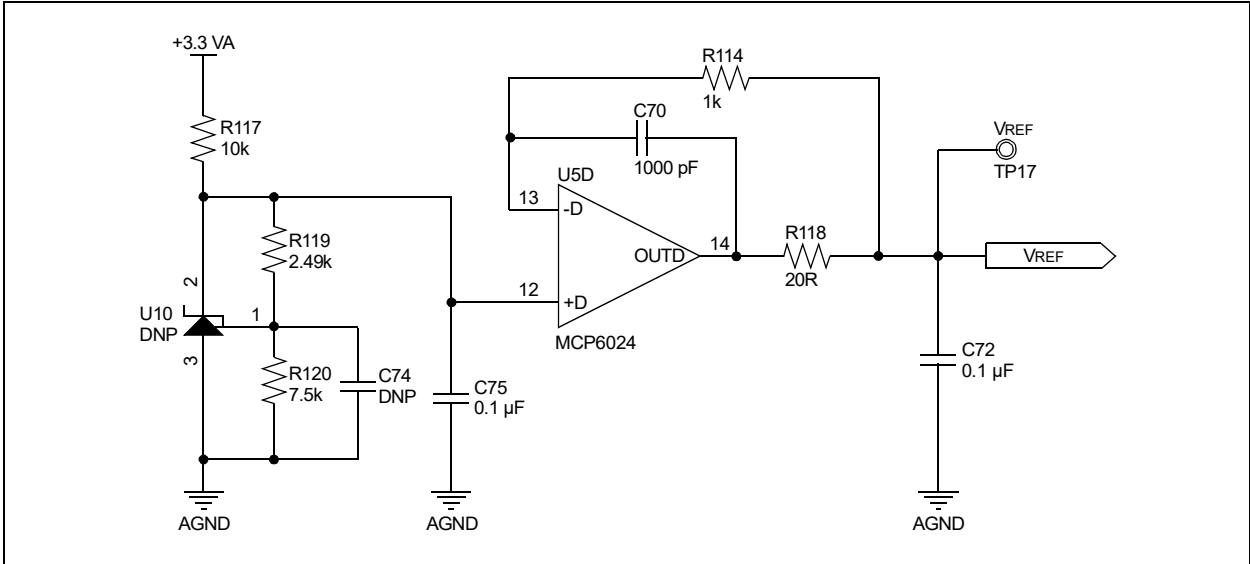 +3.3 VA
R117
10k
R119
2.49k
2
U10
DNP
1
3
R120
7.5k
C74
DNP
AGND
C75
0.1 µF
AGND
R114
1k
C70
1000 pF
U5D
13
-D
OUTD
14
12
+D
MCP6024
R118
20R
VREF
TP17
VREF
C72
0.1 µF
AGND